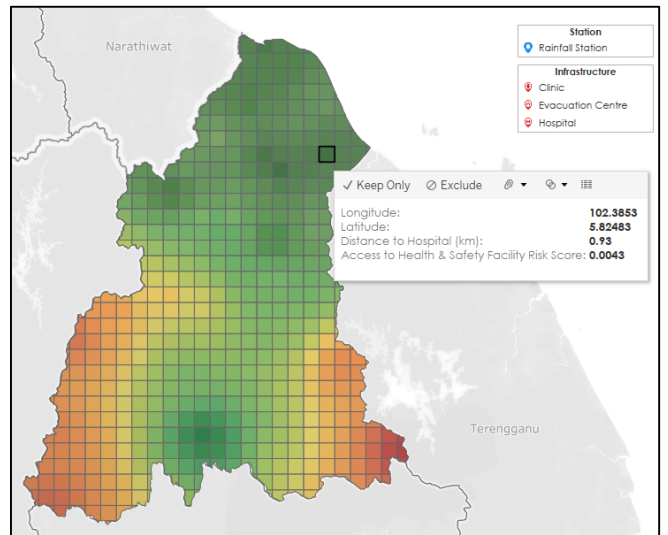 Narathiwat
Station
Rainfall Station
Infrastructure
Clinic
Evacuation Centre
Hospital
✓ Keep Only Exclude
Longitude: 102.3853
Latitude: 5.82483
Distance to Hospital (km): 0.93
Access to Health & Safety Facility Risk Score: 0.0043
Terengganu